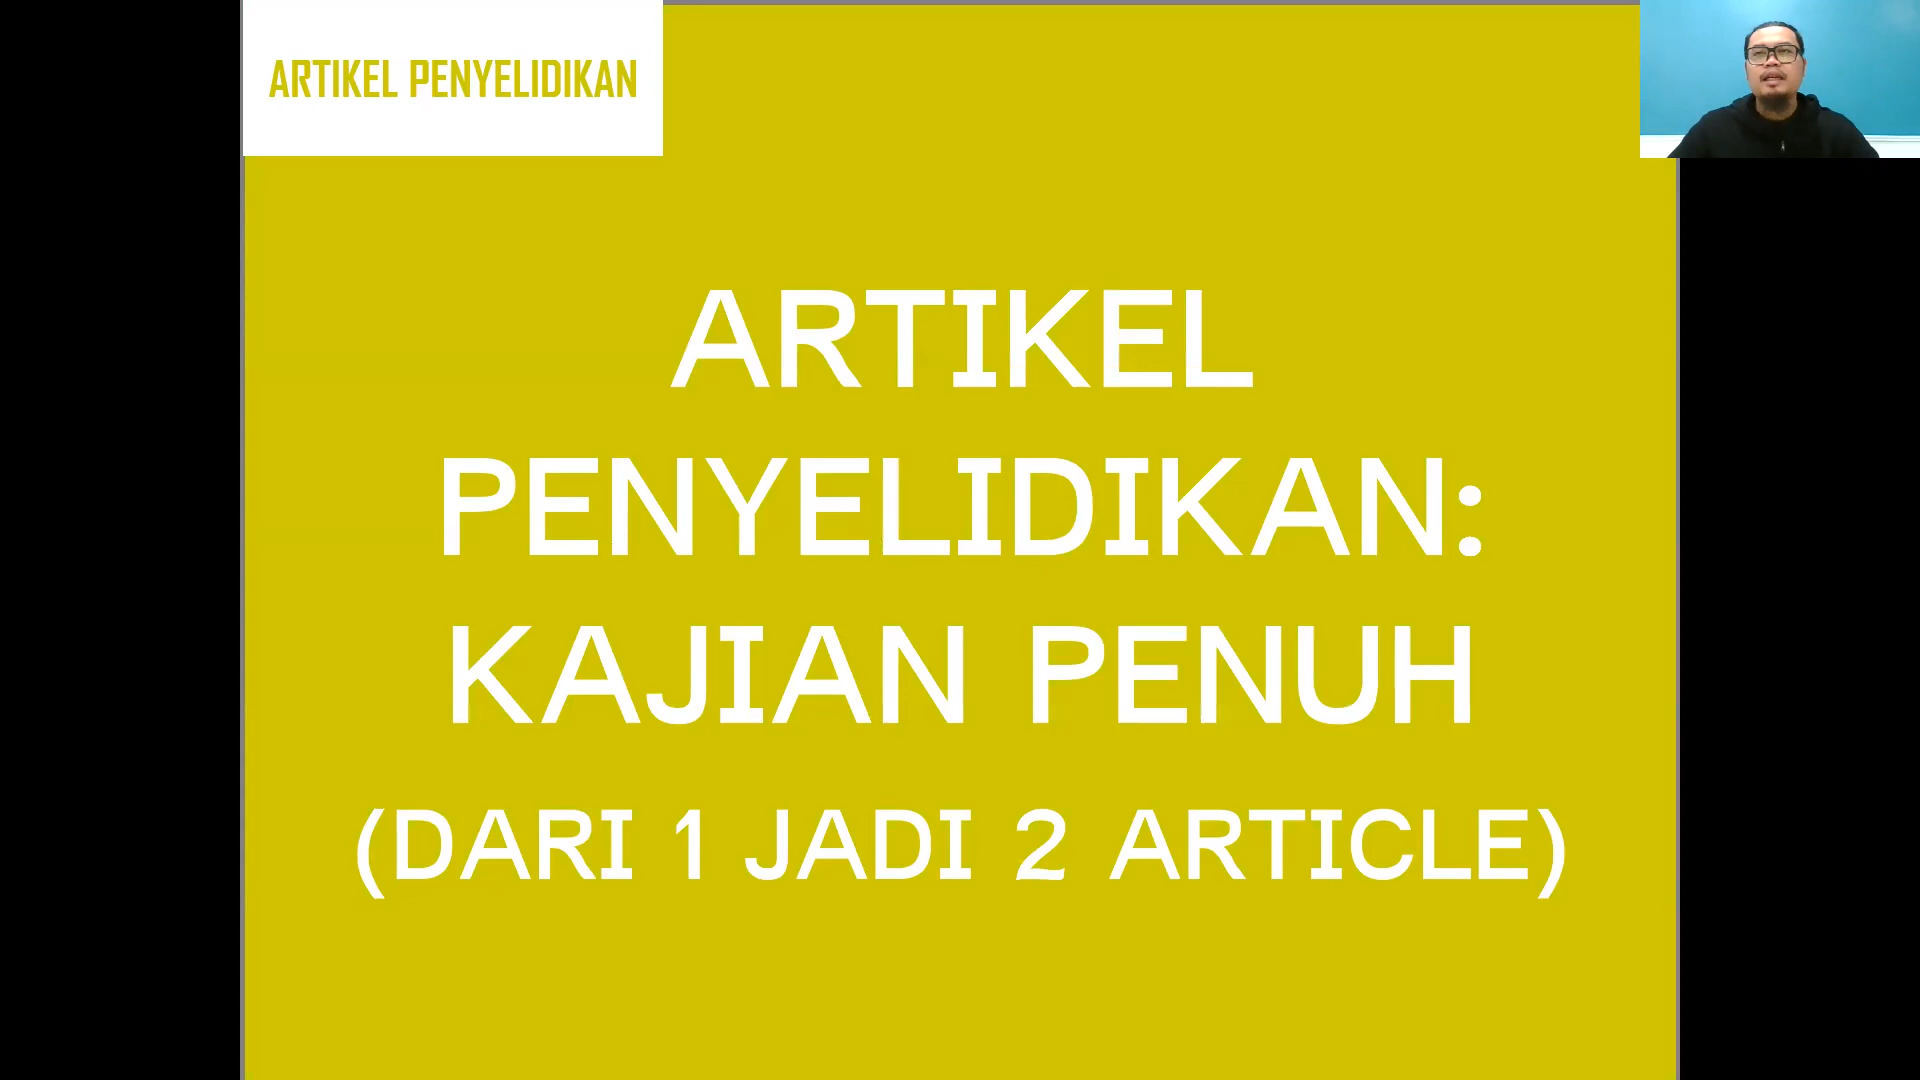 ARTIKEL PENYELIDIKAN
ARTIKEL
PENYELIDIKAN:
KAJIAN PENUH
(DARI 1 JADI 2 ARTICLE)